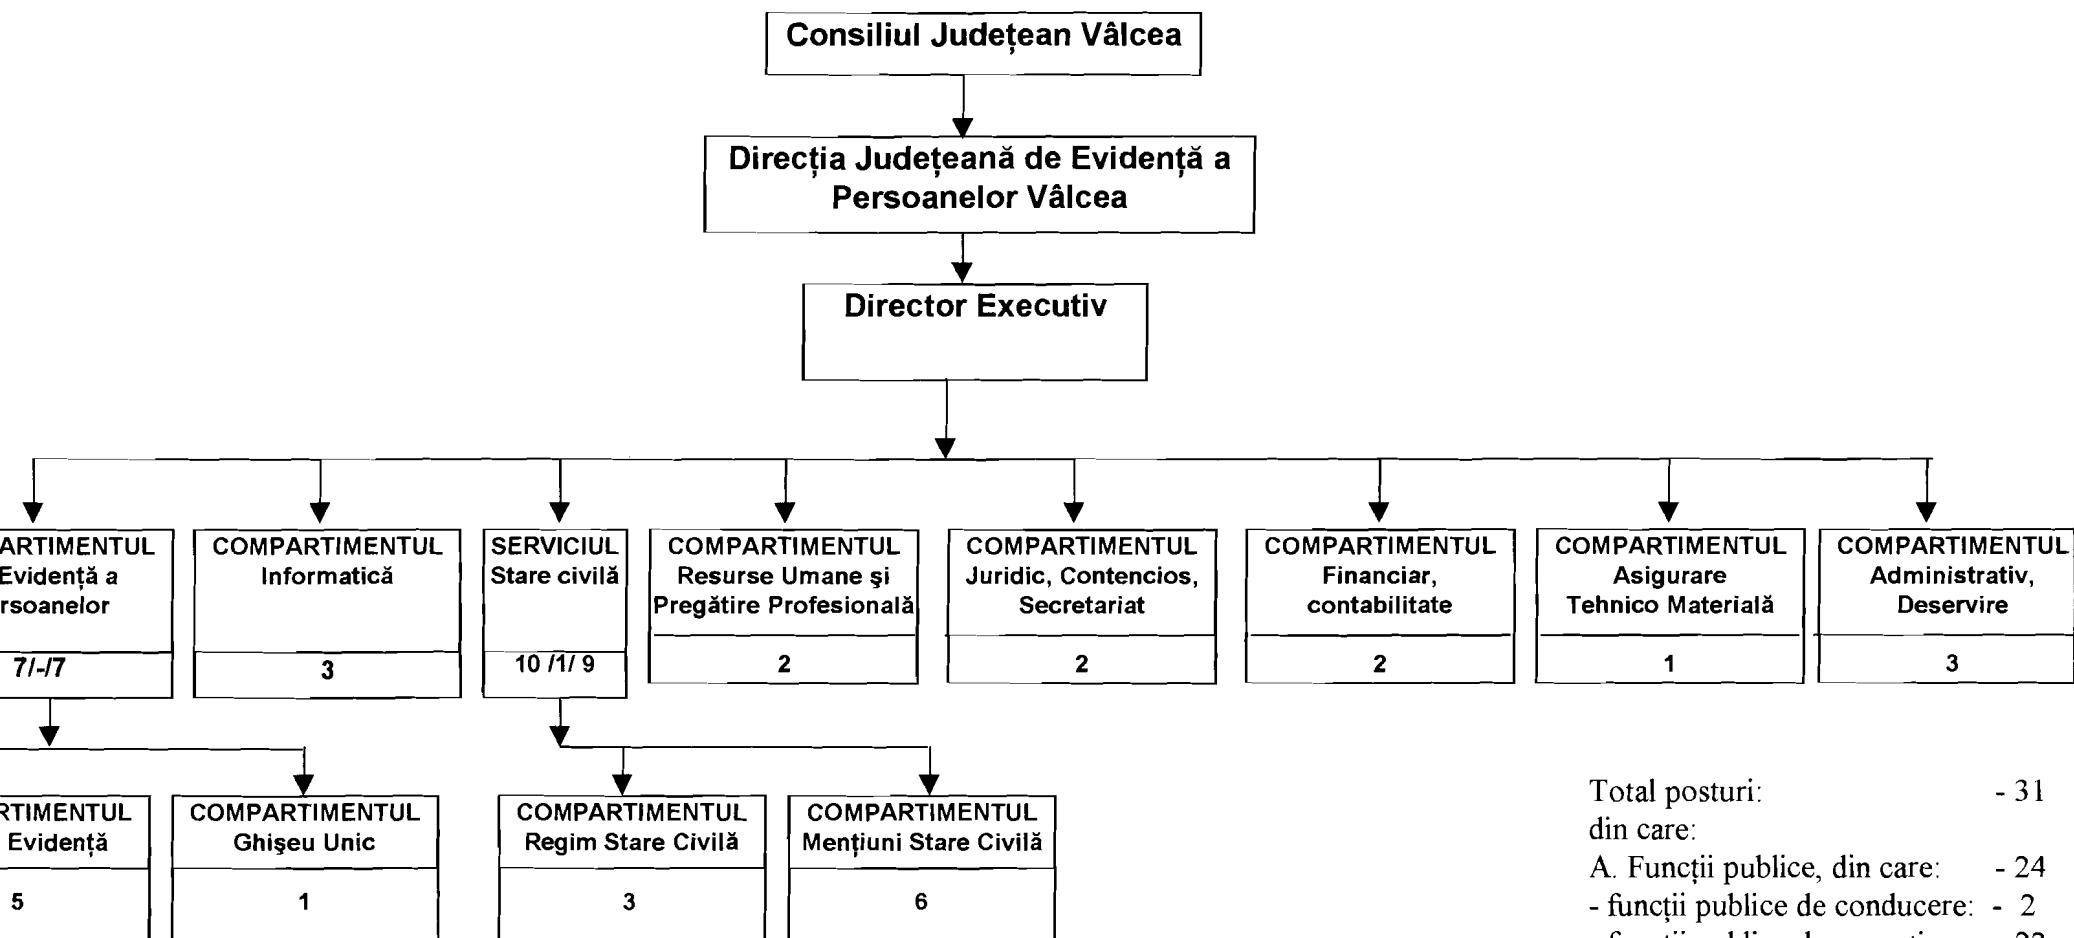 Consiliul Județean Vâlcea
Direcția Județeană de Evidență a
Persoanelor Vâlcea
Director Executiv
ARTIMENTUL
Evidență a
rsoanelor
7/-/7
COMPARTIMENTUL
Informatică
3
SERVICIUL
Stare civilă
10 /1/ 9
COMPARTIMENTUL
Resurse Umane şi
Pregătire Profesională
2
COMPARTIMENTUL
Juridic, Contencios,
Secretariat
2
COMPARTIMENTUL
Financiar,
contabilitate
2
COMPARTIMENTUL
Asigurare
Tehnico Materială
1
COMPARTIMENTUL
Administrativ,
Deservire
3
RTIMENTUL
Evidență
5
COMPARTIMENTUL
Ghişeu Unic
1
COMPARTIMENTUL
Regim Stare Civilă
3
COMPARTIMENTUL
Mențiuni Stare Civilă
6
Total posturi: - 31
din care:
A. Funcții publice, din care: - 24
- funcții publice de conducere: - 2